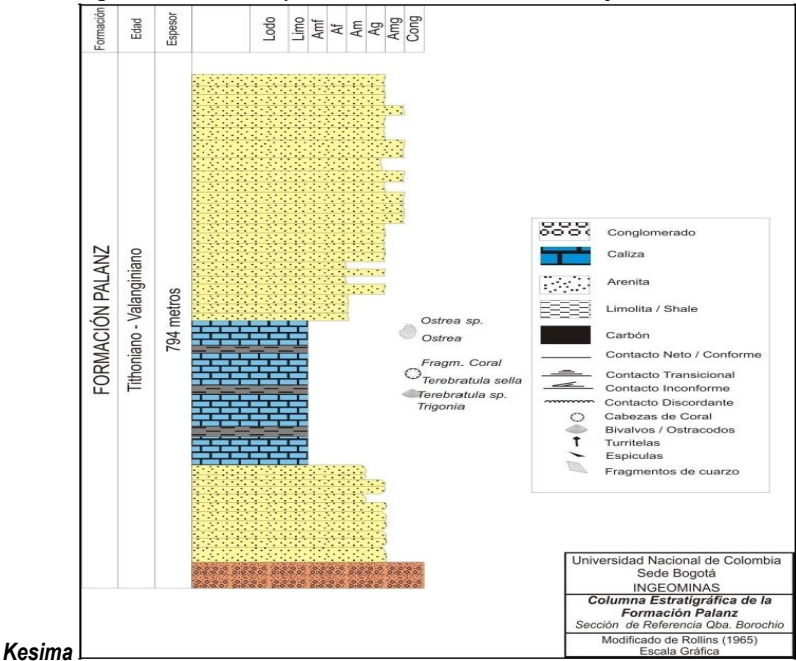 Formación
Edad
Espesor
Lodo
Limo
Amf
Af
Am
Ag
Amg
Cong
FORMACIÓN PALANZ
Tithoniano - Valanginiano
794 metros
Ostrea sp.
Ostrea
Fragm. Coral
Terebratula sella
Terebratula sp.
Trigonia
Conglomerado
Caliza
Arenita
Limolita / Shale
Carbón
Contacto Neto / Conforme
Contacto Transicional
Contacto Inconforme
Contacto Discordante
Cabezas de Coral
Bivalvos / Ostracodos
Turritelas
Espiculas
Fragmentos de cuarzo
Universidad Nacional de Colombia
Sede Bogotá
INGEOMINAS
Columna Estratigráfica de la
Formación Palanz
Sección de Referencia Qba. Borochio
Modificado de Rollins (1965)
Escala Gráfica
Kesima